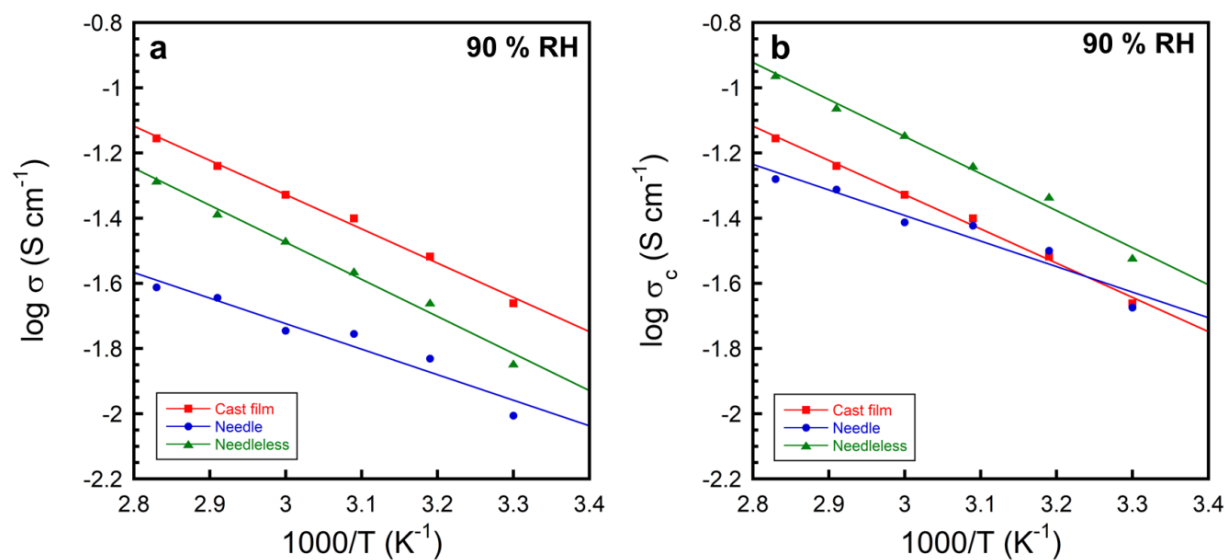 a
90 % RH
log σ (S cm⁻¹)
-0.8
-1
-1.2
-1.4
-1.6
-1.8
-2
-2.2
Cast film
Needle
Needleless
2.8 2.9 3 3.1 3.2 3.3 3.4
1000/T (K⁻¹)
b
90 % RH
log σc (S cm⁻¹)
-0.8
-1
-1.2
-1.4
-1.6
-1.8
-2
-2.2
Cast film
Needle
Needleless
2.8 2.9 3 3.1 3.2 3.3 3.4
1000/T (K⁻¹)